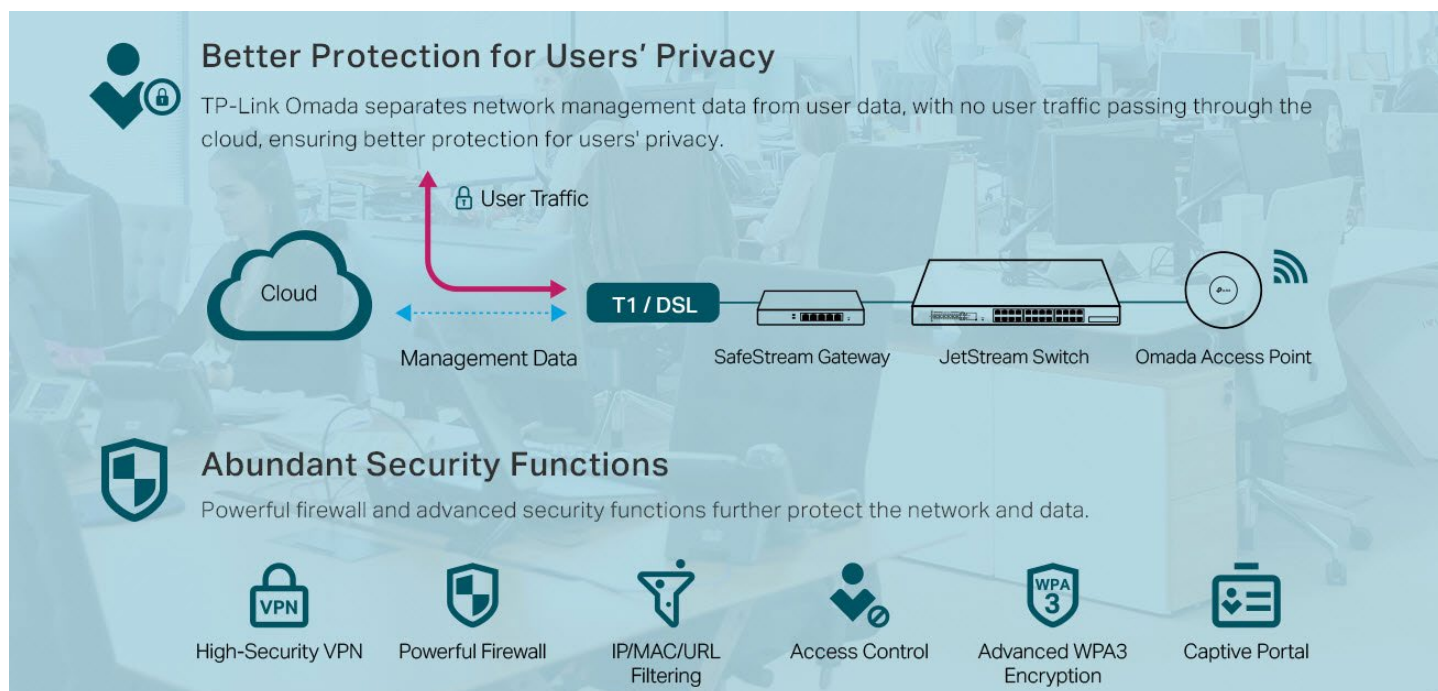 Better Protection for Users' Privacy
TP-Link Omada separates network management data from user data, with no user traffic passing through the
cloud, ensuring better protection for users' privacy.
User Traffic
Cloud
T1 / DSL
Management Data
SafeStream Gateway
JetStream Switch
Omada Access Point
Abundant Security Functions
Powerful firewall and advanced security functions further protect the network and data.
VPN
WPA
3
High-Security VPN
Powerful Firewall
IP/MAC/URL
Filtering
Access Control
Advanced WPA3
Encryption
Captive Portal